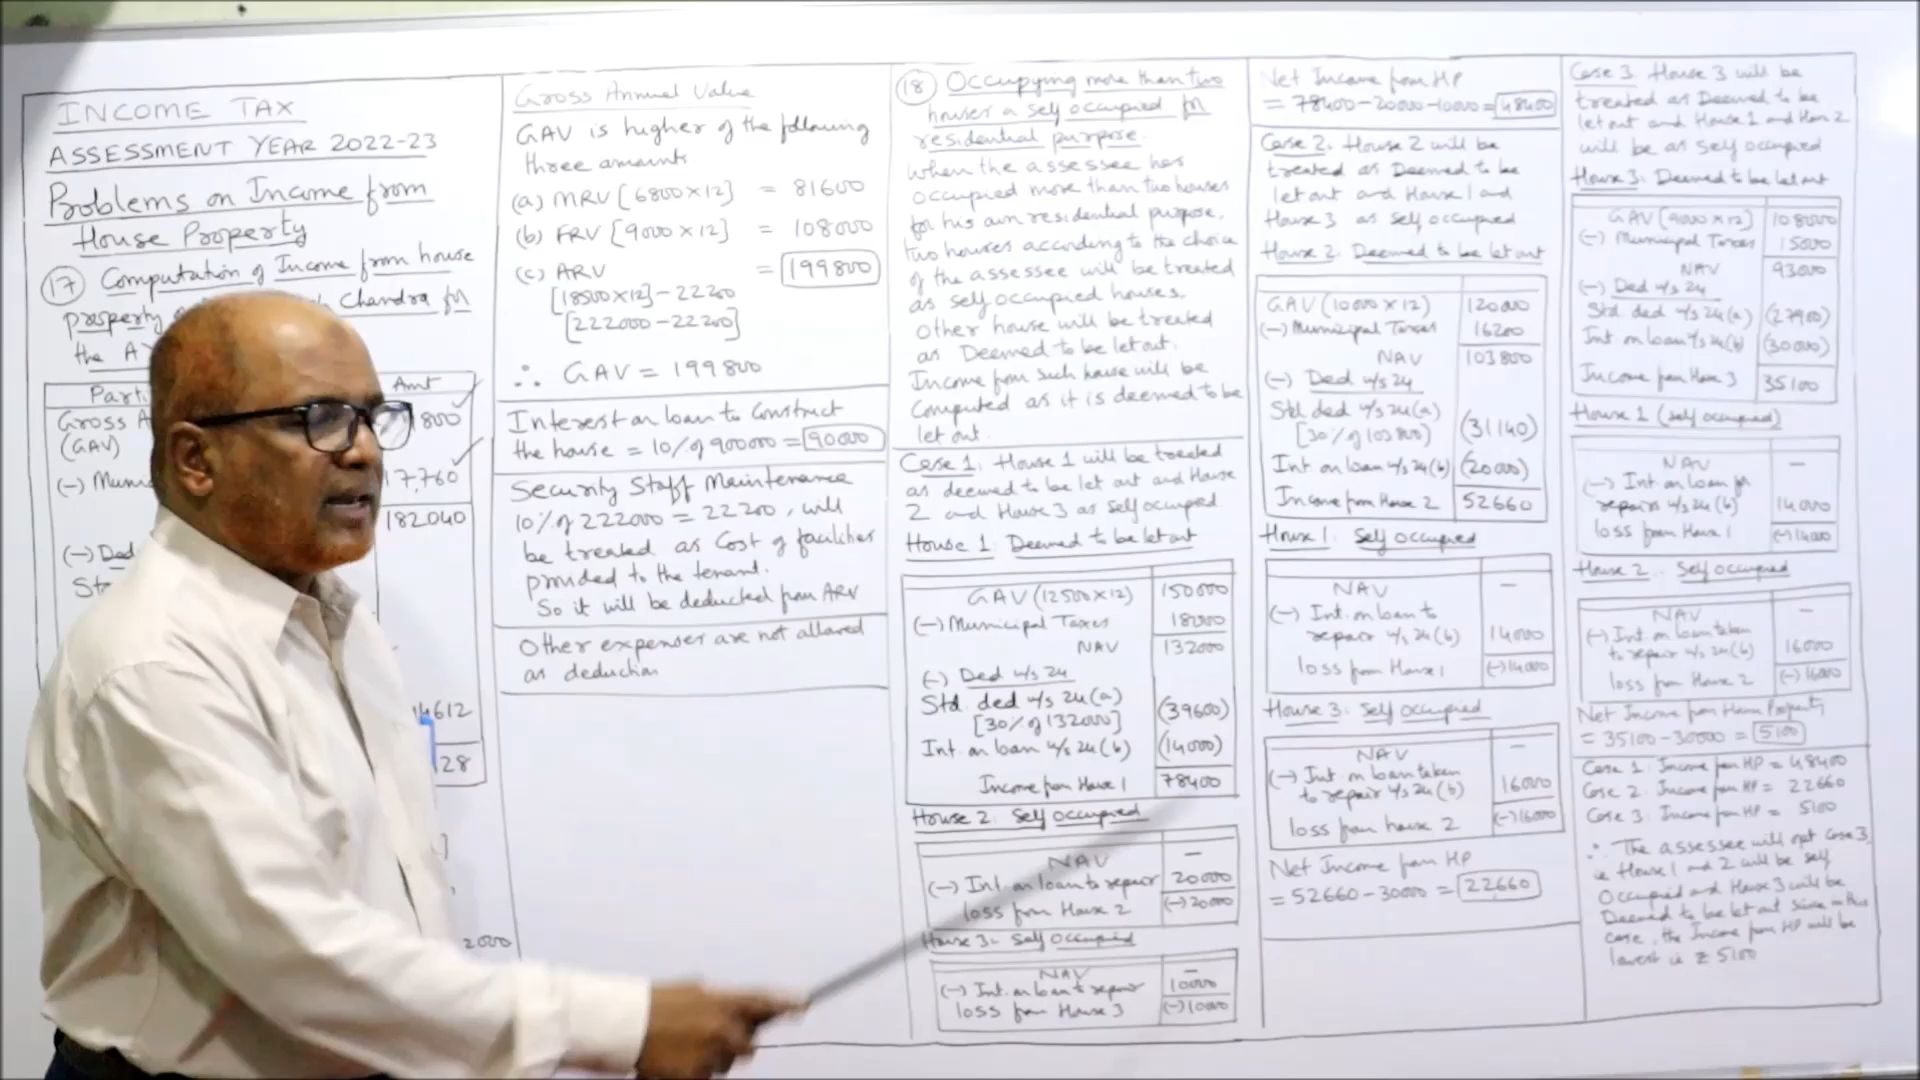 INCOME TAX
ASSESSMENT YEAR 2022-23
Problems on Income from
House Property
17 Computation of Income from house
property Chandra for
the A
Amt
Gross A 800
(GAV)
(-) Muni 17,760
182040
(-) Ded
14612
28
2000
Gross Annual Value
GAV is higher of the following
three amounts
(a) MRV [6800×12] = 81600
(b) FRV [9000×12] = 108000
(c) ARV = 199800
[18500×12]-22200
[222000-22200]
∴ GAV = 199800
Interest on loan to construct
the house = 10% of 900000 = 90000
Security Staff Maintenance
10% of 222000 = 22200, will
be treated as Cost of facilities
provided to the tenant.
So it will be deducted from ARV
Other expenses are not allowed
as deduction
18 Occupying more than two
houses a self occupied for
residential purpose.
When the assessee has
occupied more than two houses
for his own residential purpose,
two houses according to the choice
of the assessee will be treated
as self occupied houses.
Other house will be treated
as Deemed to be let out.
Income from such house will be
Computed as it is deemed to be
let out.
Case 1: House 1 will be treated
as deemed to be let out and House
2 and House 3 as self occupied
House 1: Deemed to be let out
GAV (12500×12) 150000
(-) Municipal Taxes 18000
NAV 132000
(-) Ded u/s 24
Std. ded u/s 24(a) (39600)
[30% of 132000]
Int. on loan u/s 24(b) (14000)
Income from House 1 78400
House 2: Self occupied
NAV -
(-) Int. on loan to repair 20000
loss from House 2 (-)20000
House 3:- Self Occupied
NAV -
(-) Int. on loan to repair 10000
loss from House 3 (-)10000
Net Income from HP
= 78400-20000-10000=48400
Case 2. House 2 will be
treated as Deemed to be
let out and House 1 and
House 3 as self occupied
House 2: Deemed to be let out
GAV (10000×12) 120000
(-) Municipal Taxes 16200
NAV 103800
(-) Ded u/s 24
Std ded u/s 24(a) (31140)
[30% of 103800]
Int on loan u/s 24(b) (20000)
Income from House 2 52660
House 1: Self occupied
NAV -
(-) Int. on loan to
repair u/s 24(b) 14000
loss from House 1 (-)14000
House 3: Self occupied
NAV -
(-) Int on loan taken
to repair u/s 24(b) 16000
loss from house 2 (-)16000
Net Income from HP
= 52660-30000 = 22660
Case 3 House 3 will be
treated as Deemed to be
let out and House 1 and House 2
will be as self occupied
House 3: Deemed to be let out
GAV (9000×12) 108000
(-) Municipal Taxes 15000
NAV 93000
(-) Ded u/s 24
Std. ded u/s 24(a) (27900)
Int on loan u/s 24(b) (30000)
Income from House 3 35100
House 1 (self occupied)
NAV -
(-) Int on loan for
repairs u/s 24(b) 14000
loss from House 1 (-)14000
House 2 :- Self occupied
NAV -
(-) Int on loan taken
to repair u/s 24(b) 16000
loss from House 2 (-)16000
Net Income from House Property
= 35100-30000 = 5100
Case 1: Income from HP = 48400
Case 2: Income from HP = 22660
Case 3: Income from HP = 5100
∴ The assessee will opt Case 3,
ie House 1 and 2 will be self
Occupied and House 3 will be
Deemed to be let out since in this
case, the Income from HP will be
lowest ie ₹ 5100